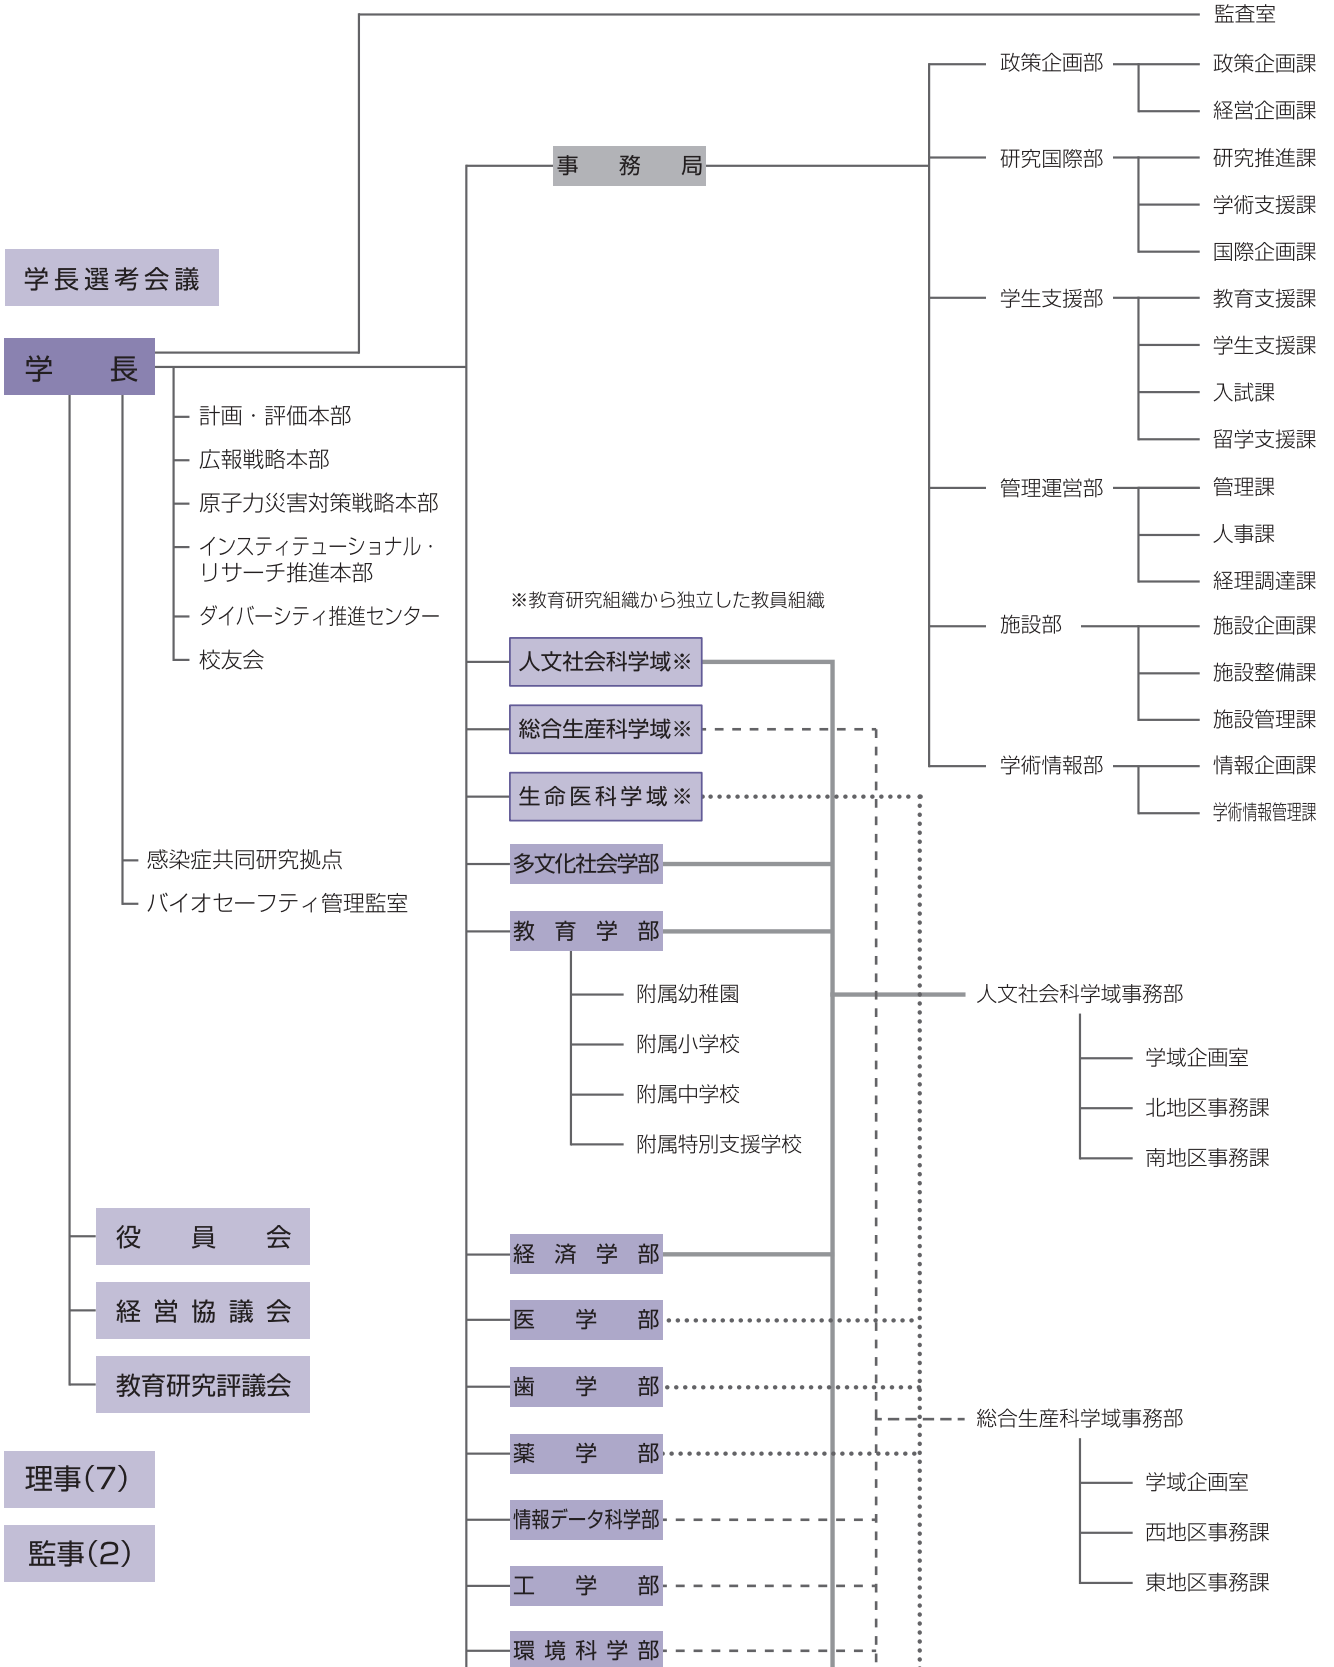 監査室
政策企画部
政策企画課
経営企画課
事務局
研究国際部
研究推進課
学術支援課
国際企画課
学長選考会議
学生支援部
教育支援課
学生支援課
入試課
留学支援課
学長
計画・評価本部
広報戦略本部
原子力災害対策戦略本部
インスティテューショナル・
リサーチ推進本部
ダイバーシティ推進センター
校友会
管理運営部
管理課
人事課
経理調達課
施設部
施設企画課
施設整備課
施設管理課
学術情報部
情報企画課
学術情報管理課
※教育研究組織から独立した教員組織
人文社会科学域※
総合生産科学域※
生命医科学域※
感染症共同研究拠点
バイオセーフティ管理監室
多文化社会学部
教育学部
附属幼稚園
附属小学校
附属中学校
附属特別支援学校
人文社会科学域事務部
学域企画室
北地区事務課
南地区事務課
役員会
経営協議会
教育研究評議会
理事(7)
監事(2)
経済学部
医学部
歯学部
薬学部
情報データ科学部
工学部
環境科学部
総合生産科学域事務部
学域企画室
西地区事務課
東地区事務課